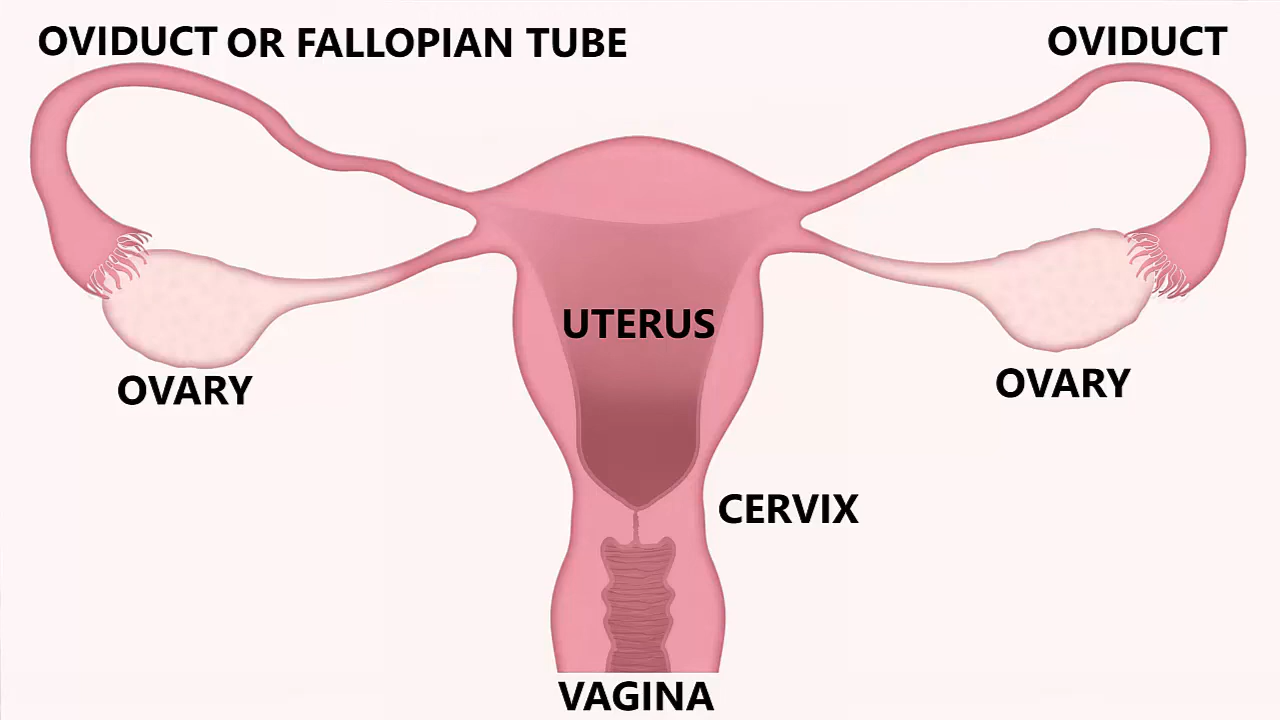 OVIDUCT OR FALLOPIAN TUBE
OVIDUCT
UTERUS
OVARY
OVARY
CERVIX
VAGINA